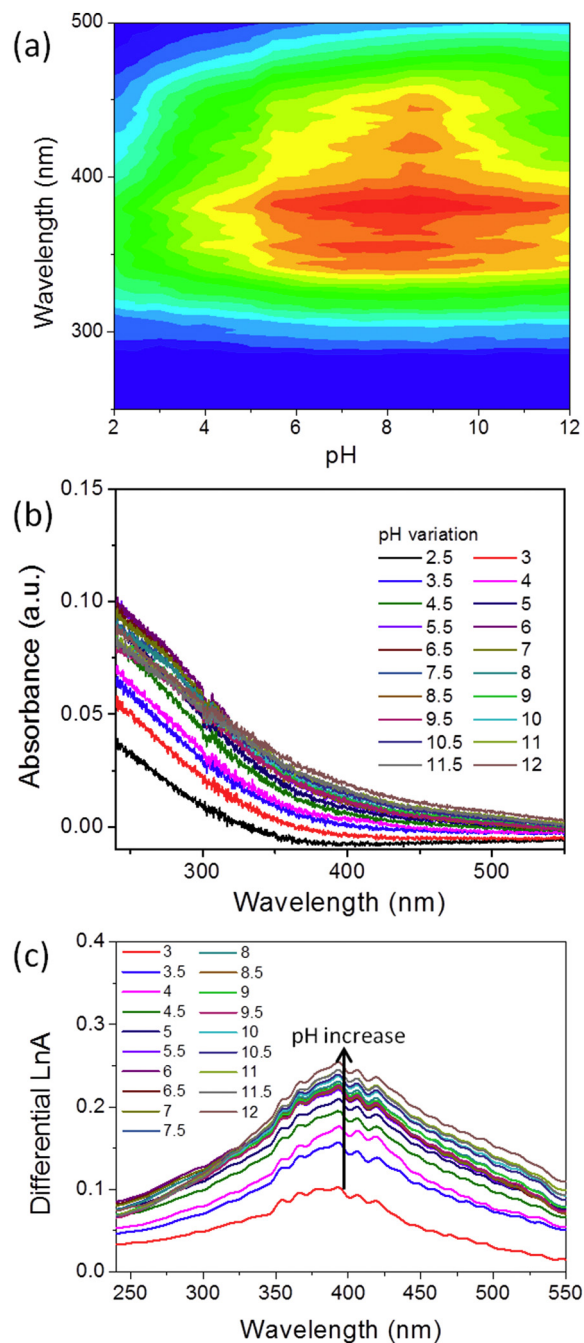 (a)
500
400
300
Wavelength (nm)
2 4 6 8 10 12
pH
(b)
0.15
0.10
0.05
0.00
Absorbance (a.u.)
pH variation
2.5 3
3.5 4
4.5 5
5.5 6
6.5 7
7.5 8
8.5 9
9.5 10
10.5 11
11.5 12
300 400 500
Wavelength (nm)
(c)
0.4
0.3
0.2
0.1
0.0
Differential LnA
3 8
3.5 8.5
4 9
4.5 9.5
5 10
5.5 10.5
6 11
6.5 11.5
7 12
7.5
pH increase
250 300 350 400 450 500 550
Wavelength (nm)